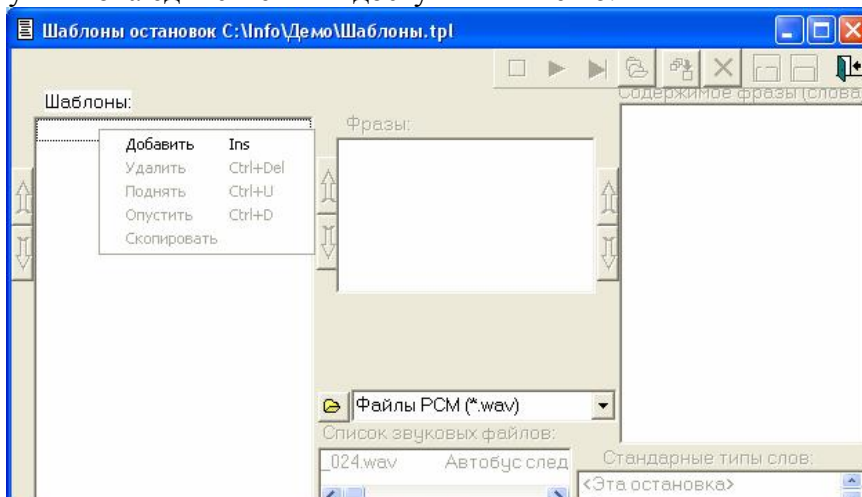 Шаблоны остановок C:\Info\Демо\Шаблоны.tpl
Шаблоны:
Добавить Ins
Удалить Ctrl+Del
Поднять Ctrl+U
Опустить Ctrl+D
Скопировать
Фразы:
Содержимое фразы (слова
Файлы PCM (*.wav)
Список звуковых файлов:
_024.wav Автобус след
Стандарные типы слов:
<Эта остановка>